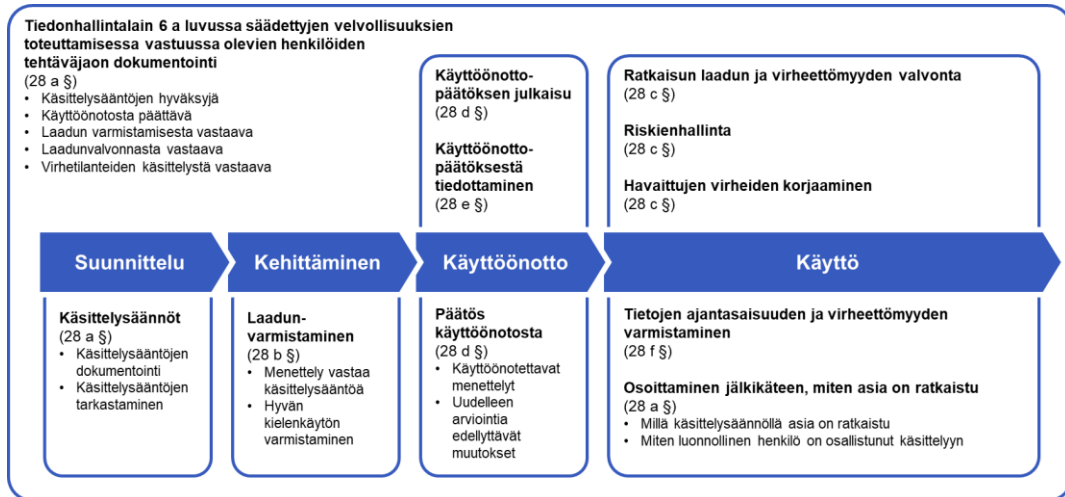 Tiedonhallintalain 6 a luvussa säädettyjen velvollisuuksien
toteuttamisessa vastuussa olevien henkilöiden
tehtäväjaon dokumentointi
(28 a §)
• Käsittelysääntöjen hyväksyjä
• Käyttöönotosta päättävä
• Laadun varmistamisesta vastaava
• Laadunvalvonnasta vastaava
• Virhetilanteiden käsittelystä vastaava
Käyttöönotto-
päätöksen julkaisu
(28 d §)
Käyttöönotto-
päätöksestä
tiedottaminen
(28 e §)
Ratkaisun laadun ja virheettömyyden valvonta
(28 c §)
Riskienhallinta
(28 c §)
Havaittujen virheiden korjaaminen
(28 c §)
Suunnittelu
Kehittäminen
Käyttöönotto
Käyttö
Käsittelysäännöt
(28 a §)
• Käsittelysääntöjen
dokumentointi
• Käsittelysääntöjen
tarkastaminen
Laadun-
varmistaminen
(28 b §)
• Menettely vastaa
käsittelysääntöä
• Hyvän
kielenkäytön
varmistaminen
Päätös
käyttöönotosta
(28 d §)
• Käyttöönotettavat
menettelyt
• Uudelleen
arviointia
edellyttävät
muutokset
Tietojen ajantasaisuuden ja virheettömyyden
varmistaminen
(28 f §)
Osoittaminen jälkikäteen, miten asia on ratkaistu
(28 a §)
• Millä käsittelysäännöllä asia on ratkaistu
• Miten luonnollinen henkilö on osallistunut käsittelyyn